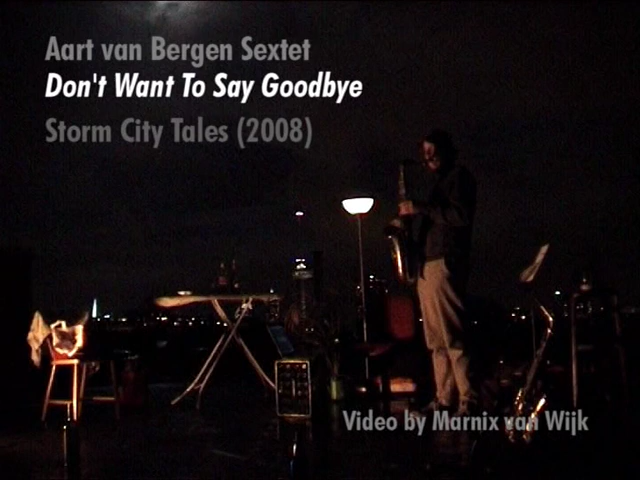 Aart van Bergen Sextet
Don't Want To Say Goodbye
Storm City Tales (2008)
Video by Marnix van Wijk